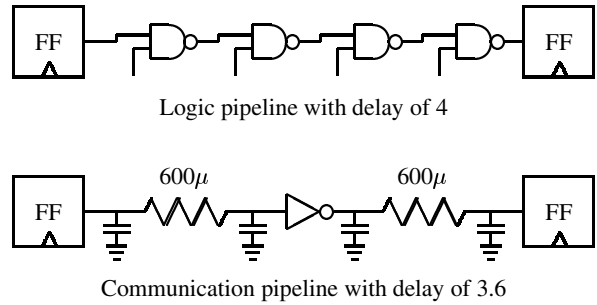 FF FF
Logic pipeline with delay of 4
600μ 600μ
FF FF
Communication pipeline with delay of 3.6